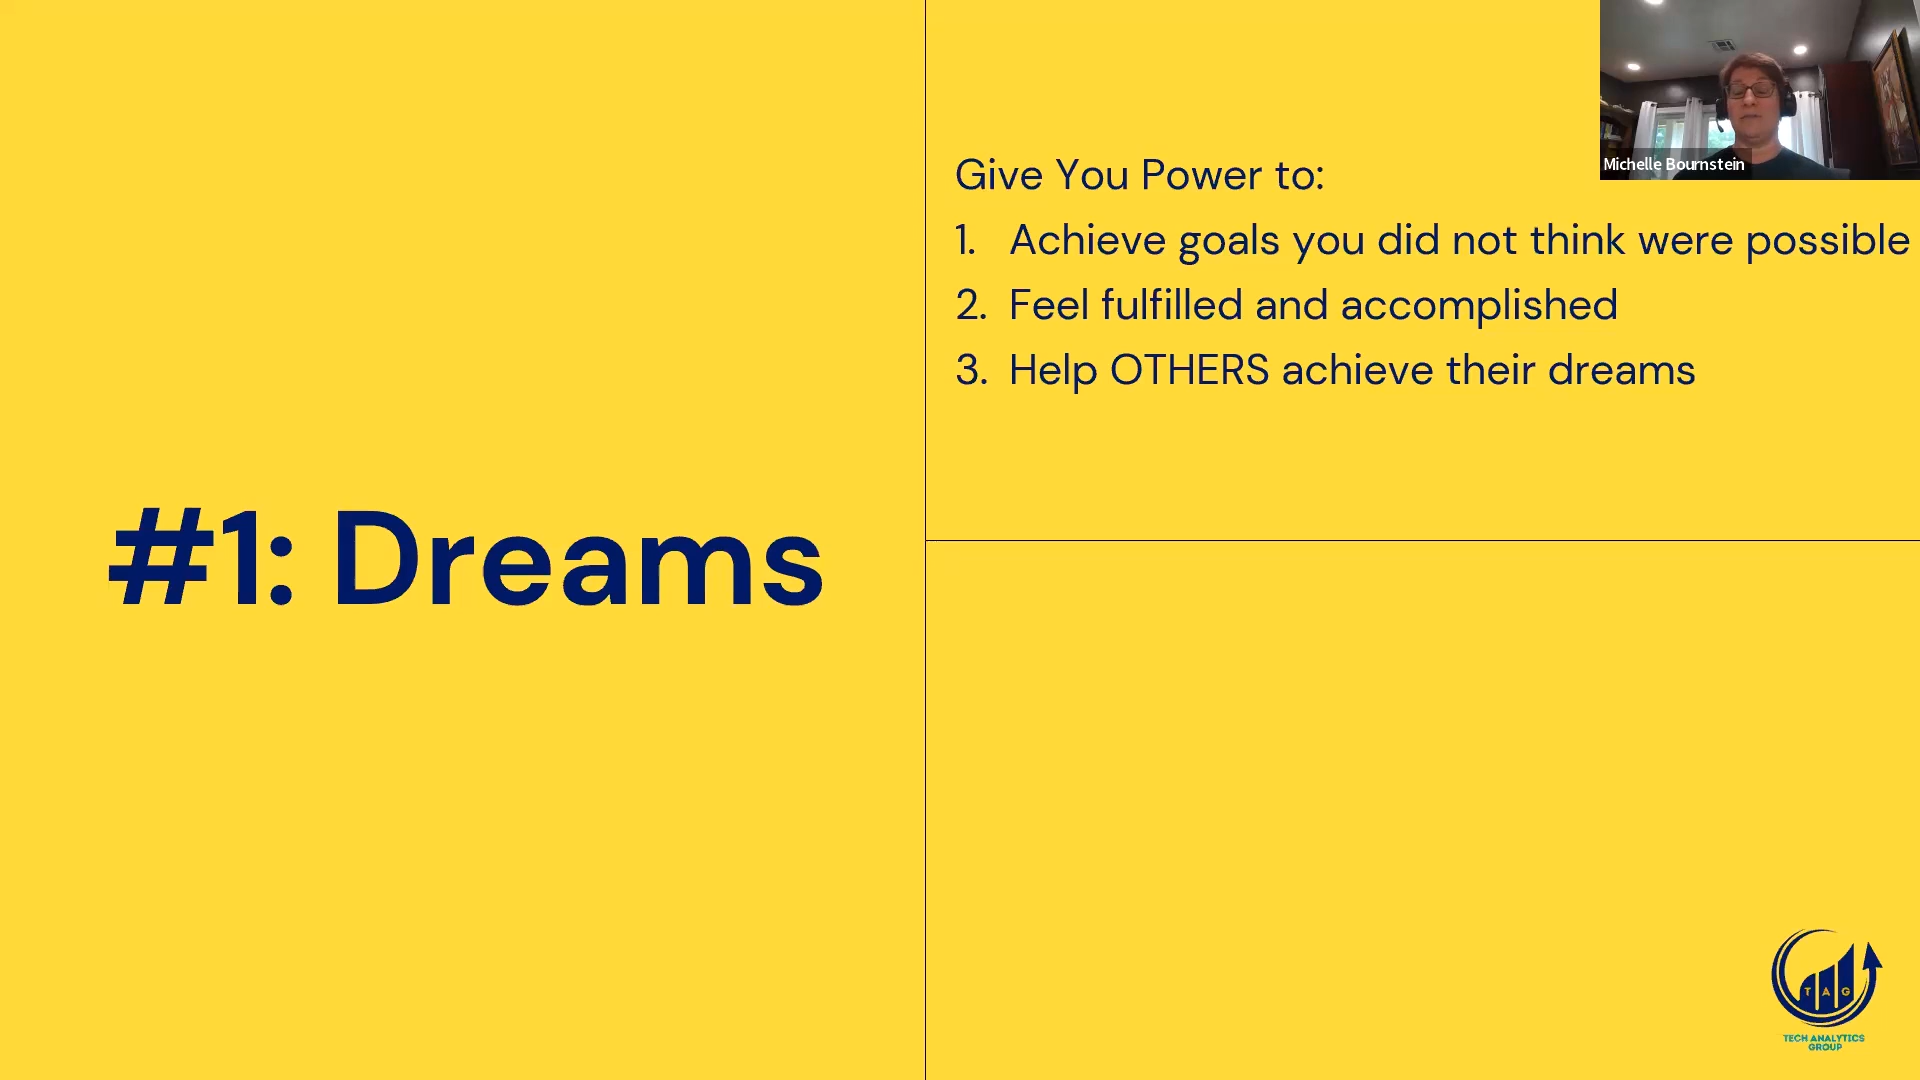 Michelle Bournstein
Give You Power to:
1. Achieve goals you did not think were possible
2. Feel fulfilled and accomplished
3. Help OTHERS achieve their dreams
#1: Dreams
T A G
TECH ANALYTICS
GROUP